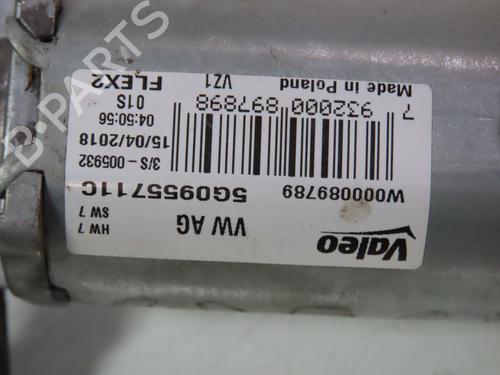 Valeo
VW AG
HW 7
SW 7
W000089789
5G0955711C
3/S - 005932
15/04/2018
04:50:56
01S
7 932000 897898
VZ1
FLEX2
Made in Poland
B-PARTS